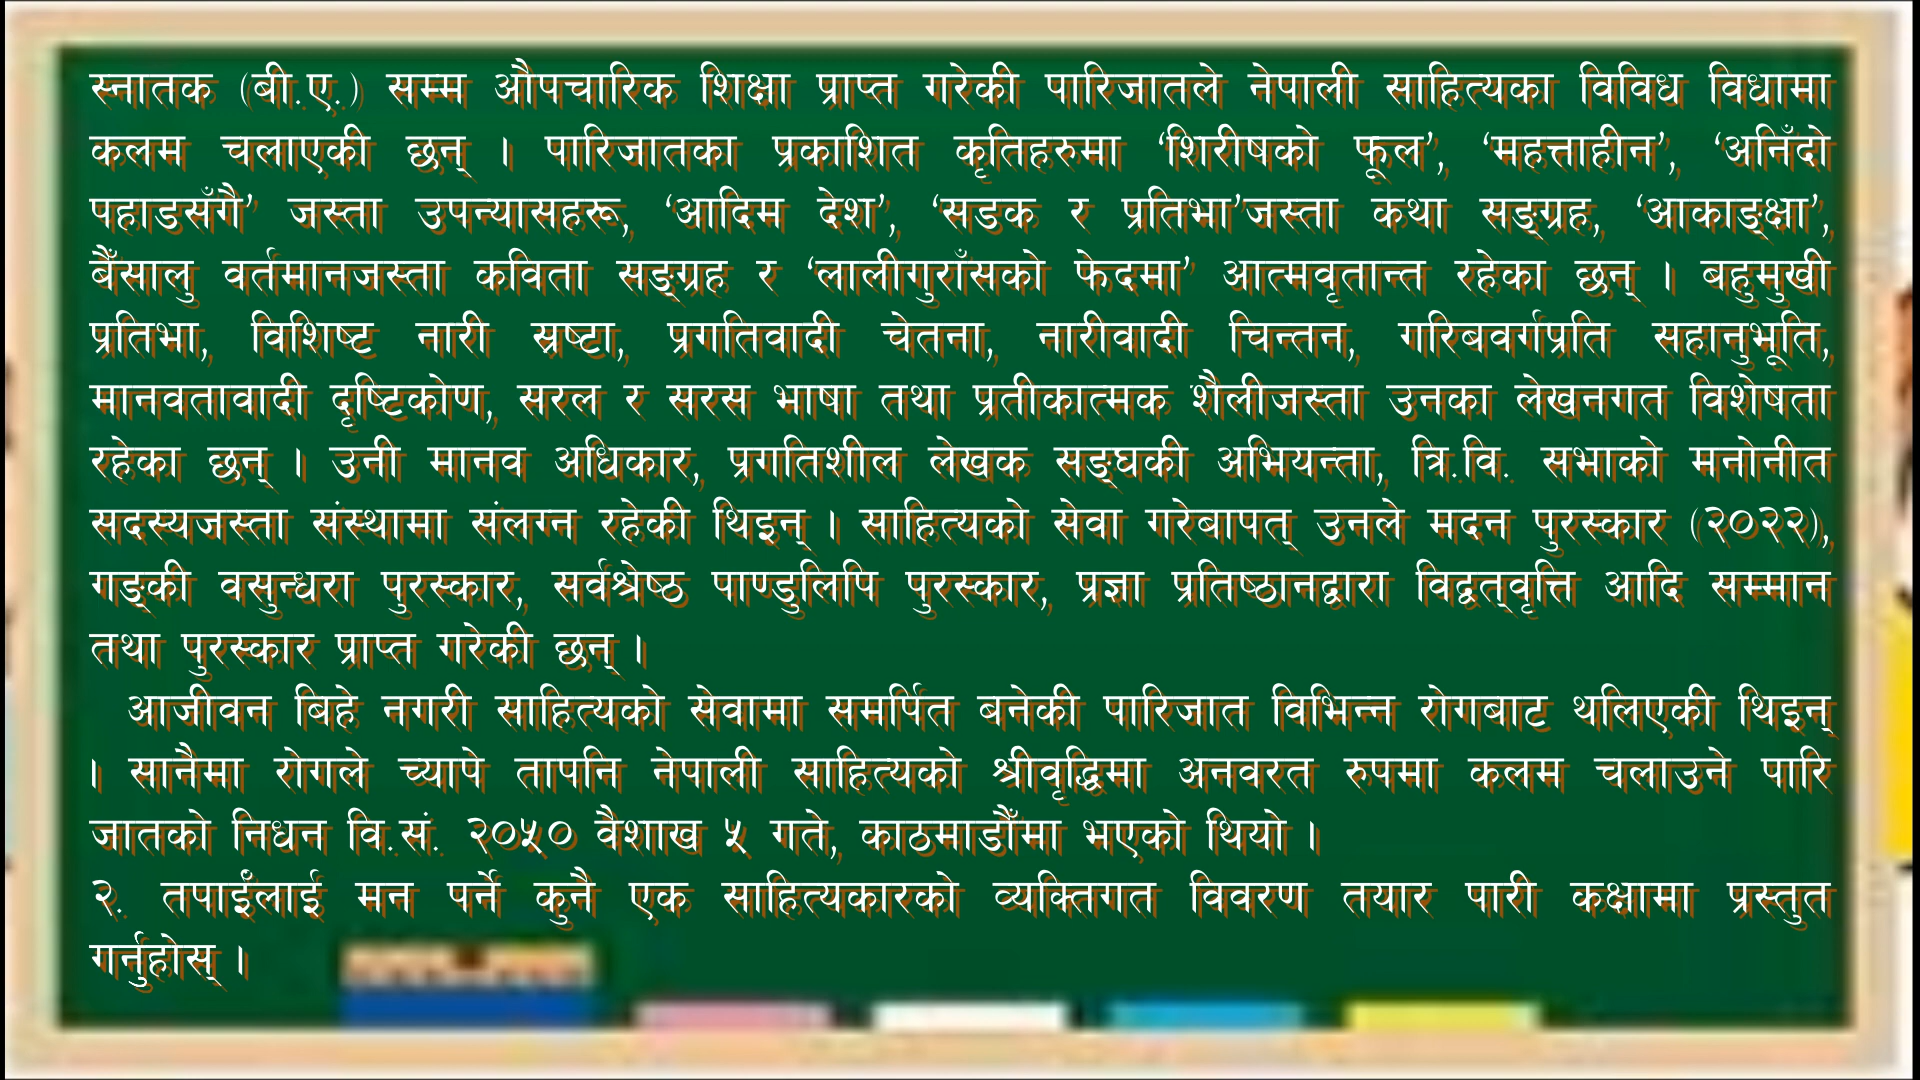 स्नातक (बी.ए.) सम्म औपचारिक शिक्षा प्राप्त गरेकी पारिजातले नेपाली साहित्यका विविध विधामा
कलम चलाएकी छन् । पारिजातका प्रकाशित कृतिहरुमा ‘शिरीषको फूल’, ‘महत्ताहीन’, ‘अनिँदो
पहाडसँगै’ जस्ता उपन्यासहरू, ‘आदिम देश’, ‘सडक र प्रतिभा’जस्ता कथा सङ्ग्रह, ‘आकाङ्क्षा’,
बैँसालु वर्तमानजस्ता कविता सङ्ग्रह र ‘लालीगुराँसको फेदमा’ आत्मवृतान्त रहेका छन् । बहुमुखी
प्रतिभा, विशिष्ट नारी स्रष्टा, प्रगतिवादी चेतना, नारीवादी चिन्तन, गरिबवर्गप्रति सहानुभूति,
मानवतावादी दृष्टिकोण, सरल र सरस भाषा तथा प्रतीकात्मक शैलीजस्ता उनका लेखनगत विशेषता
रहेका छन् । उनी मानव अधिकार, प्रगतिशील लेखक सङ्घकी अभियन्ता, त्रि.वि. सभाको मनोनीत
सदस्यजस्ता संस्थामा संलग्न रहेकी थिइन् । साहित्यको सेवा गरेबापत् उनले मदन पुरस्कार (२०२२),
गङ्की वसुन्धरा पुरस्कार, सर्वश्रेष्ठ पाण्डुलिपि पुरस्कार, प्रज्ञा प्रतिष्ठानद्वारा विद्वत्‌वृत्ति आदि सम्मान
तथा पुरस्कार प्राप्त गरेकी छन् ।
आजीवन बिहे नगरी साहित्यको सेवामा समर्पित बनेकी पारिजात विभिन्न रोगबाट थलिएकी थिइन्
। सानैमा रोगले च्यापे तापनि नेपाली साहित्यको श्रीवृद्धिमा अनवरत रुपमा कलम चलाउने पारि
जातको निधन वि.सं. २०५० वैशाख ५ गते, काठमाडौँमा भएको थियो ।
२. तपाईंलाई मन पर्ने कुनै एक साहित्यकारको व्यक्तिगत विवरण तयार पारी कक्षामा प्रस्तुत
गर्नुहोस् ।